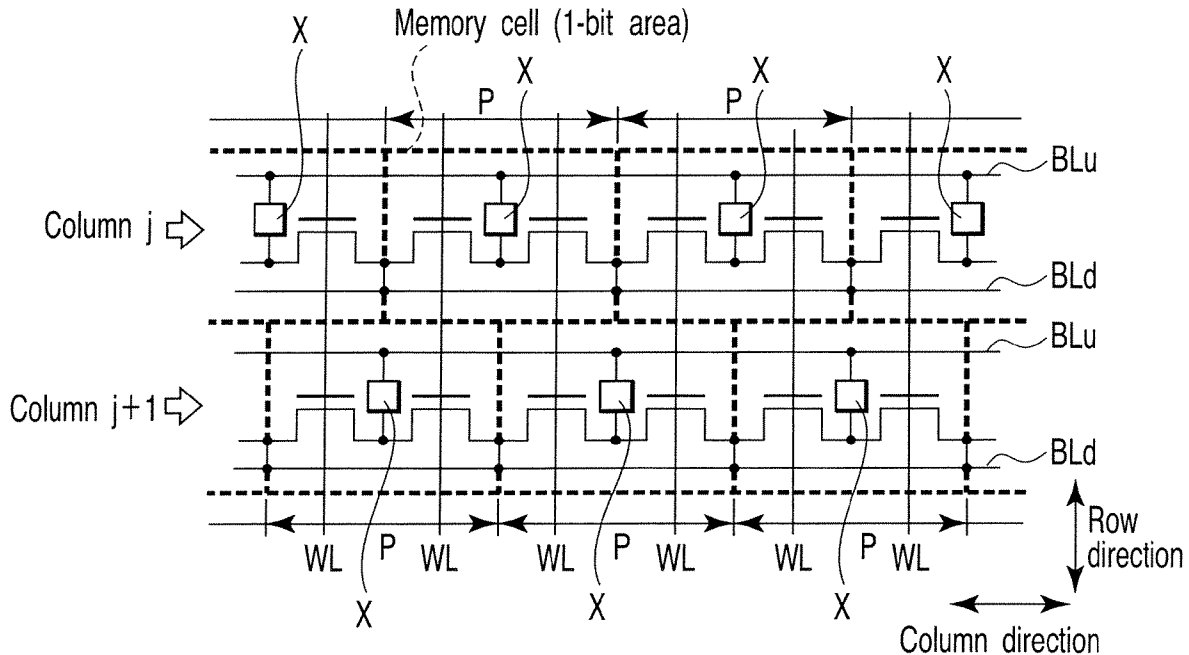 X
Memory cell (1-bit area)
X
X
X
P
P
BLu
Column j
BLd
BLu
Column j+1
BLd
WL
P
WL
WL
P
WL
WL
P
WL
Row
direction
X
X
X
Column direction